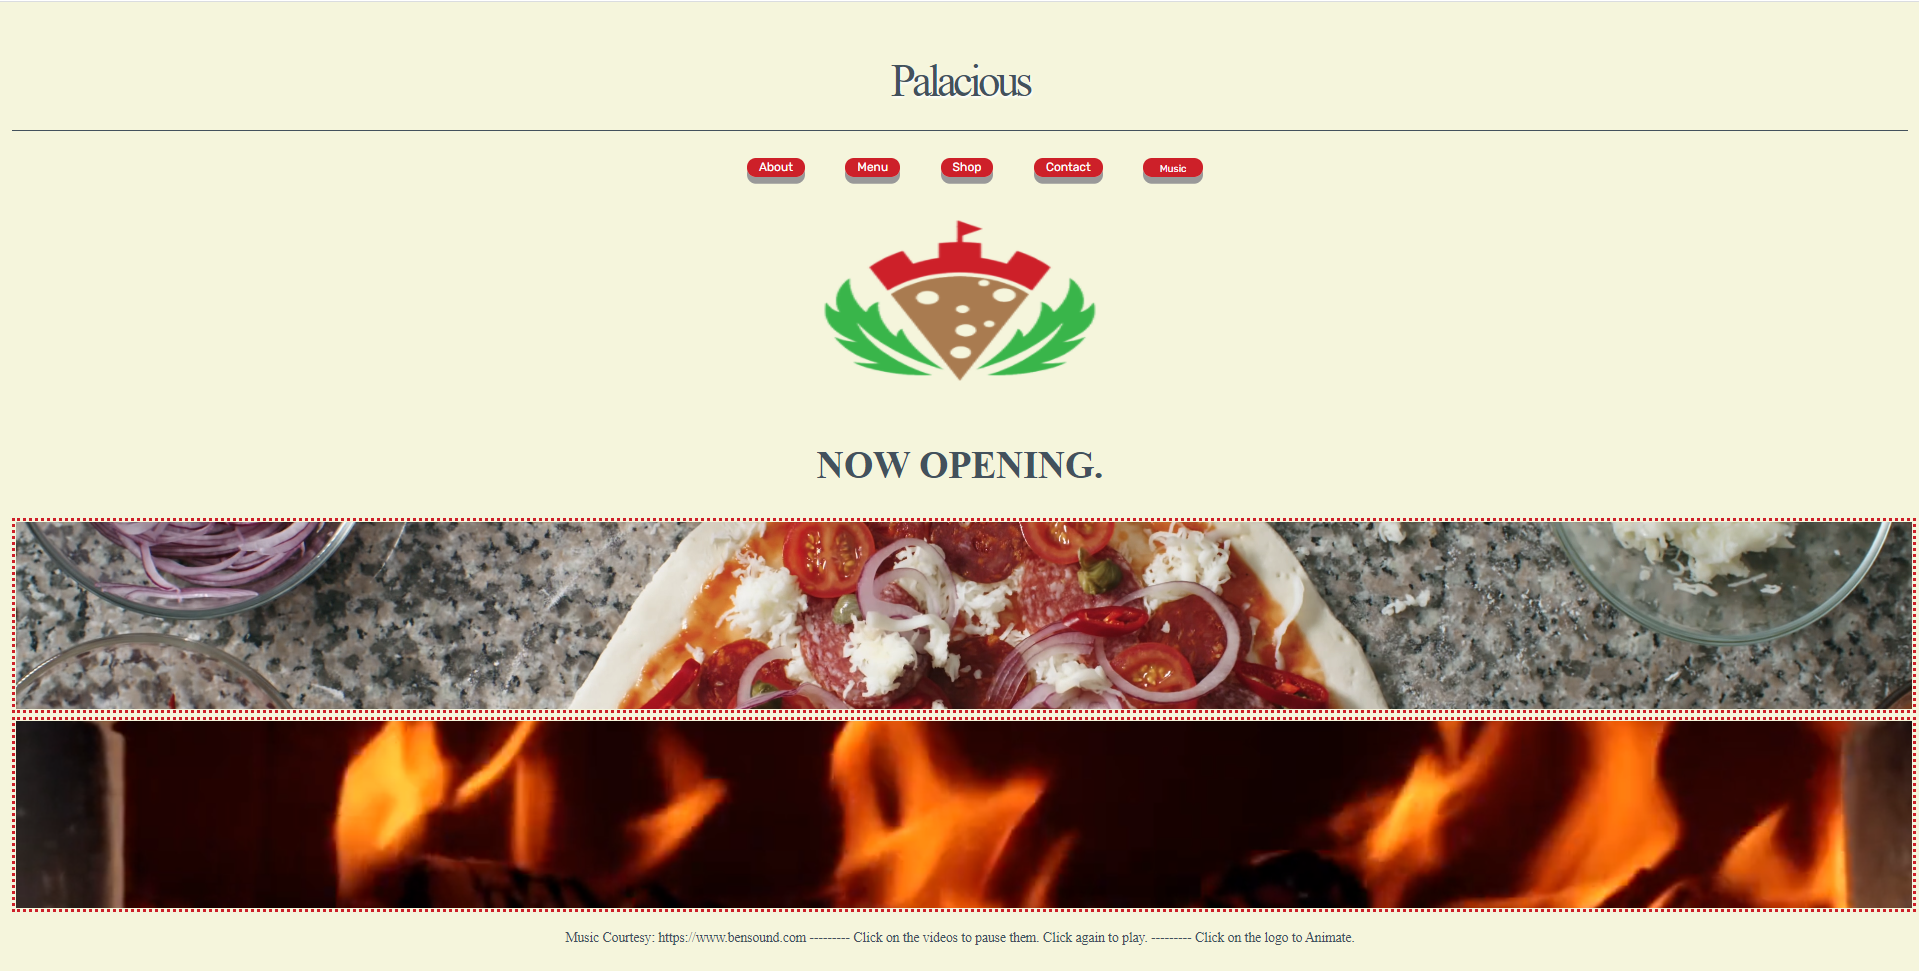 Palacious
About Menu Shop Contact Music
NOW OPENING.
Music Courtesy: https://www.bensound.com --------- Click on the videos to pause them. Click again to play. --------- Click on the logo to Animate.